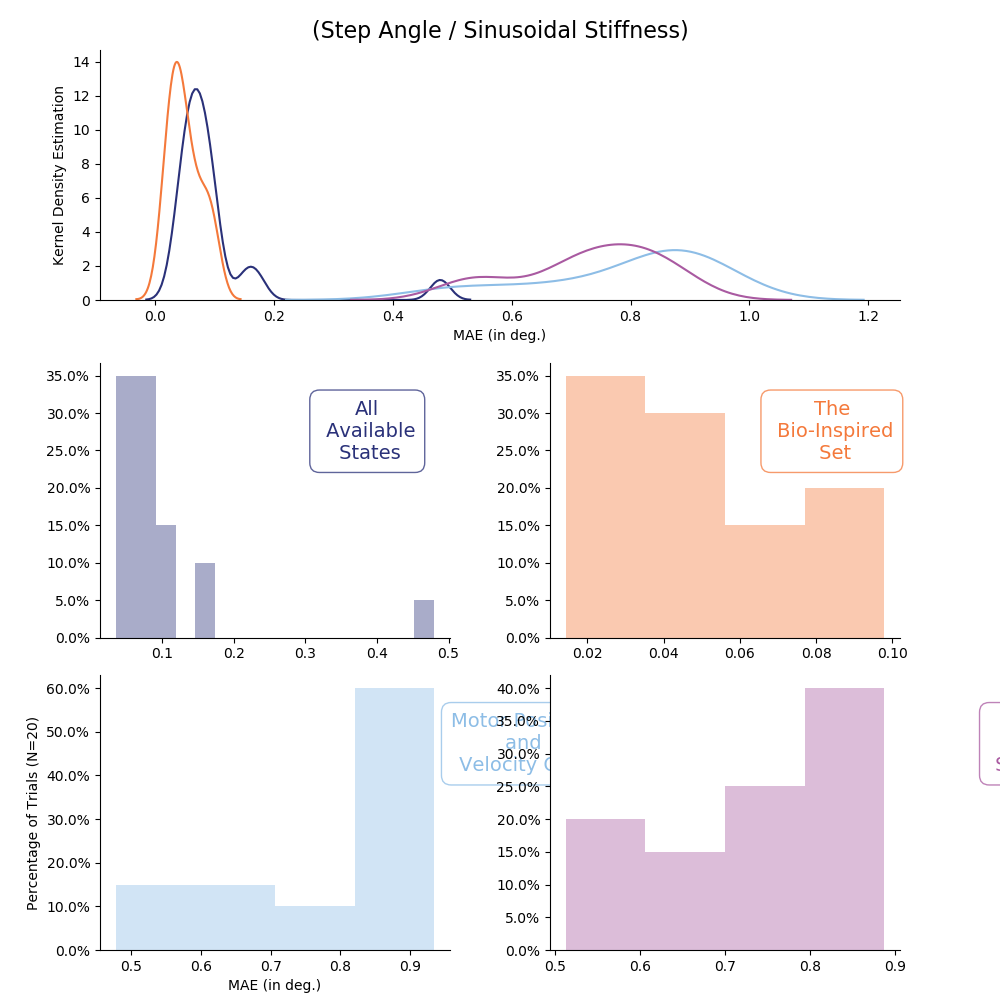 (Step Angle / Sinusoidal Stiffness)
Kernel Density Estimation
14
12
10
8
6
4
2
0
0.0 0.2 0.4 0.6 0.8 1.0 1.2
MAE (in deg.)
35.0%
30.0%
25.0%
20.0%
15.0%
10.0%
5.0%
0.0%
All
Available
States
0.1 0.2 0.3 0.4 0.5
35.0%
30.0%
25.0%
20.0%
15.0%
10.0%
5.0%
0.0%
The
Bio-Inspired
Set
0.02 0.04 0.06 0.08 0.10
Percentage of Trials (N=20)
60.0%
50.0%
40.0%
30.0%
20.0%
10.0%
0.0%
Motor
and
Velocity
0.5 0.6 0.7 0.8 0.9
MAE (in deg.)
40.0%
35.0%
30.0%
25.0%
20.0%
15.0%
10.0%
5.0%
0.0%
0.5 0.6 0.7 0.8 0.9